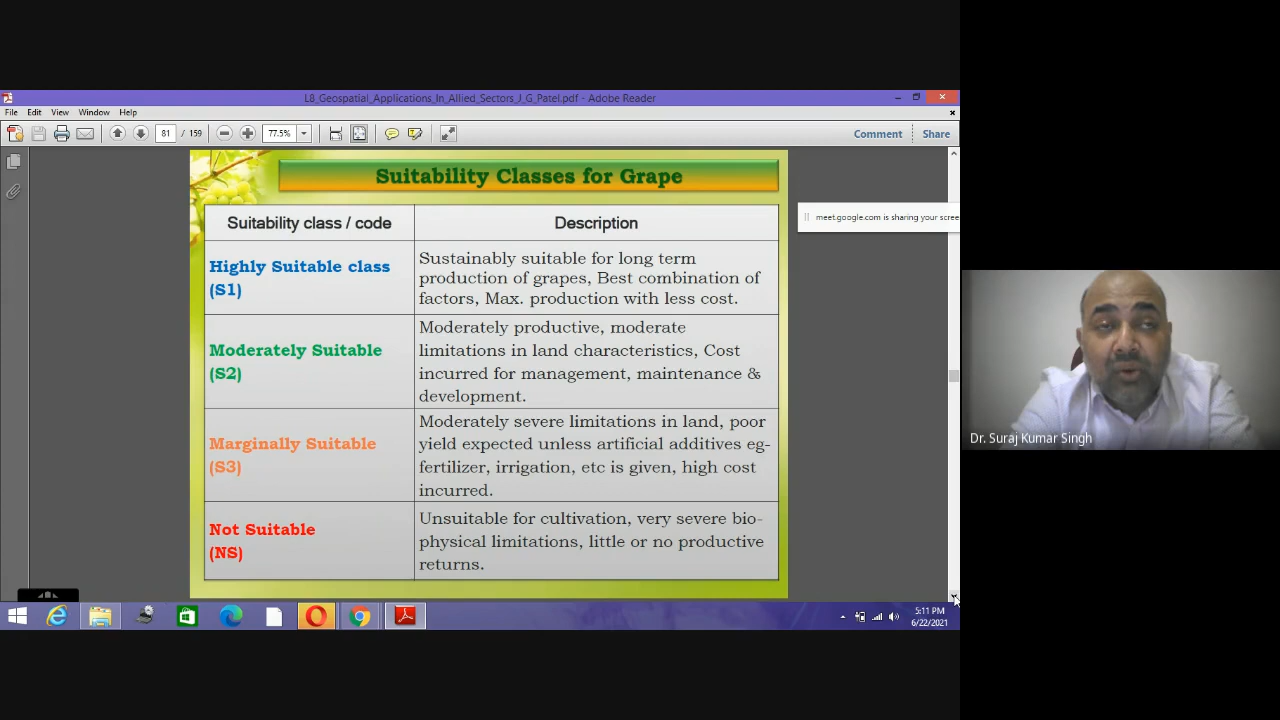 L8_Geospatial_Applications_In_Allied_Sectors_J_G_Patel.pdf - Adobe Reader
File Edit View Window Help
81 / 159 77.5% Comment Share
Suitability Classes for Grape
Suitability class / code Description
Highly Suitable class
(S1)
Sustainably suitable for long term
production of grapes, Best combination of
factors, Max. production with less cost.
Moderately Suitable
(S2)
Moderately productive, moderate
limitations in land characteristics, Cost
incurred for management, maintenance &
development.
Marginally Suitable
(S3)
Moderately severe limitations in land, poor
yield expected unless artificial additives eg-
fertilizer, irrigation, etc is given, high cost
incurred.
Not Suitable
(NS)
Unsuitable for cultivation, very severe bio-
physical limitations, little or no productive
returns.
meet.google.com is sharing your scree
Dr. Suraj Kumar Singh
5:11 PM
6/22/2021